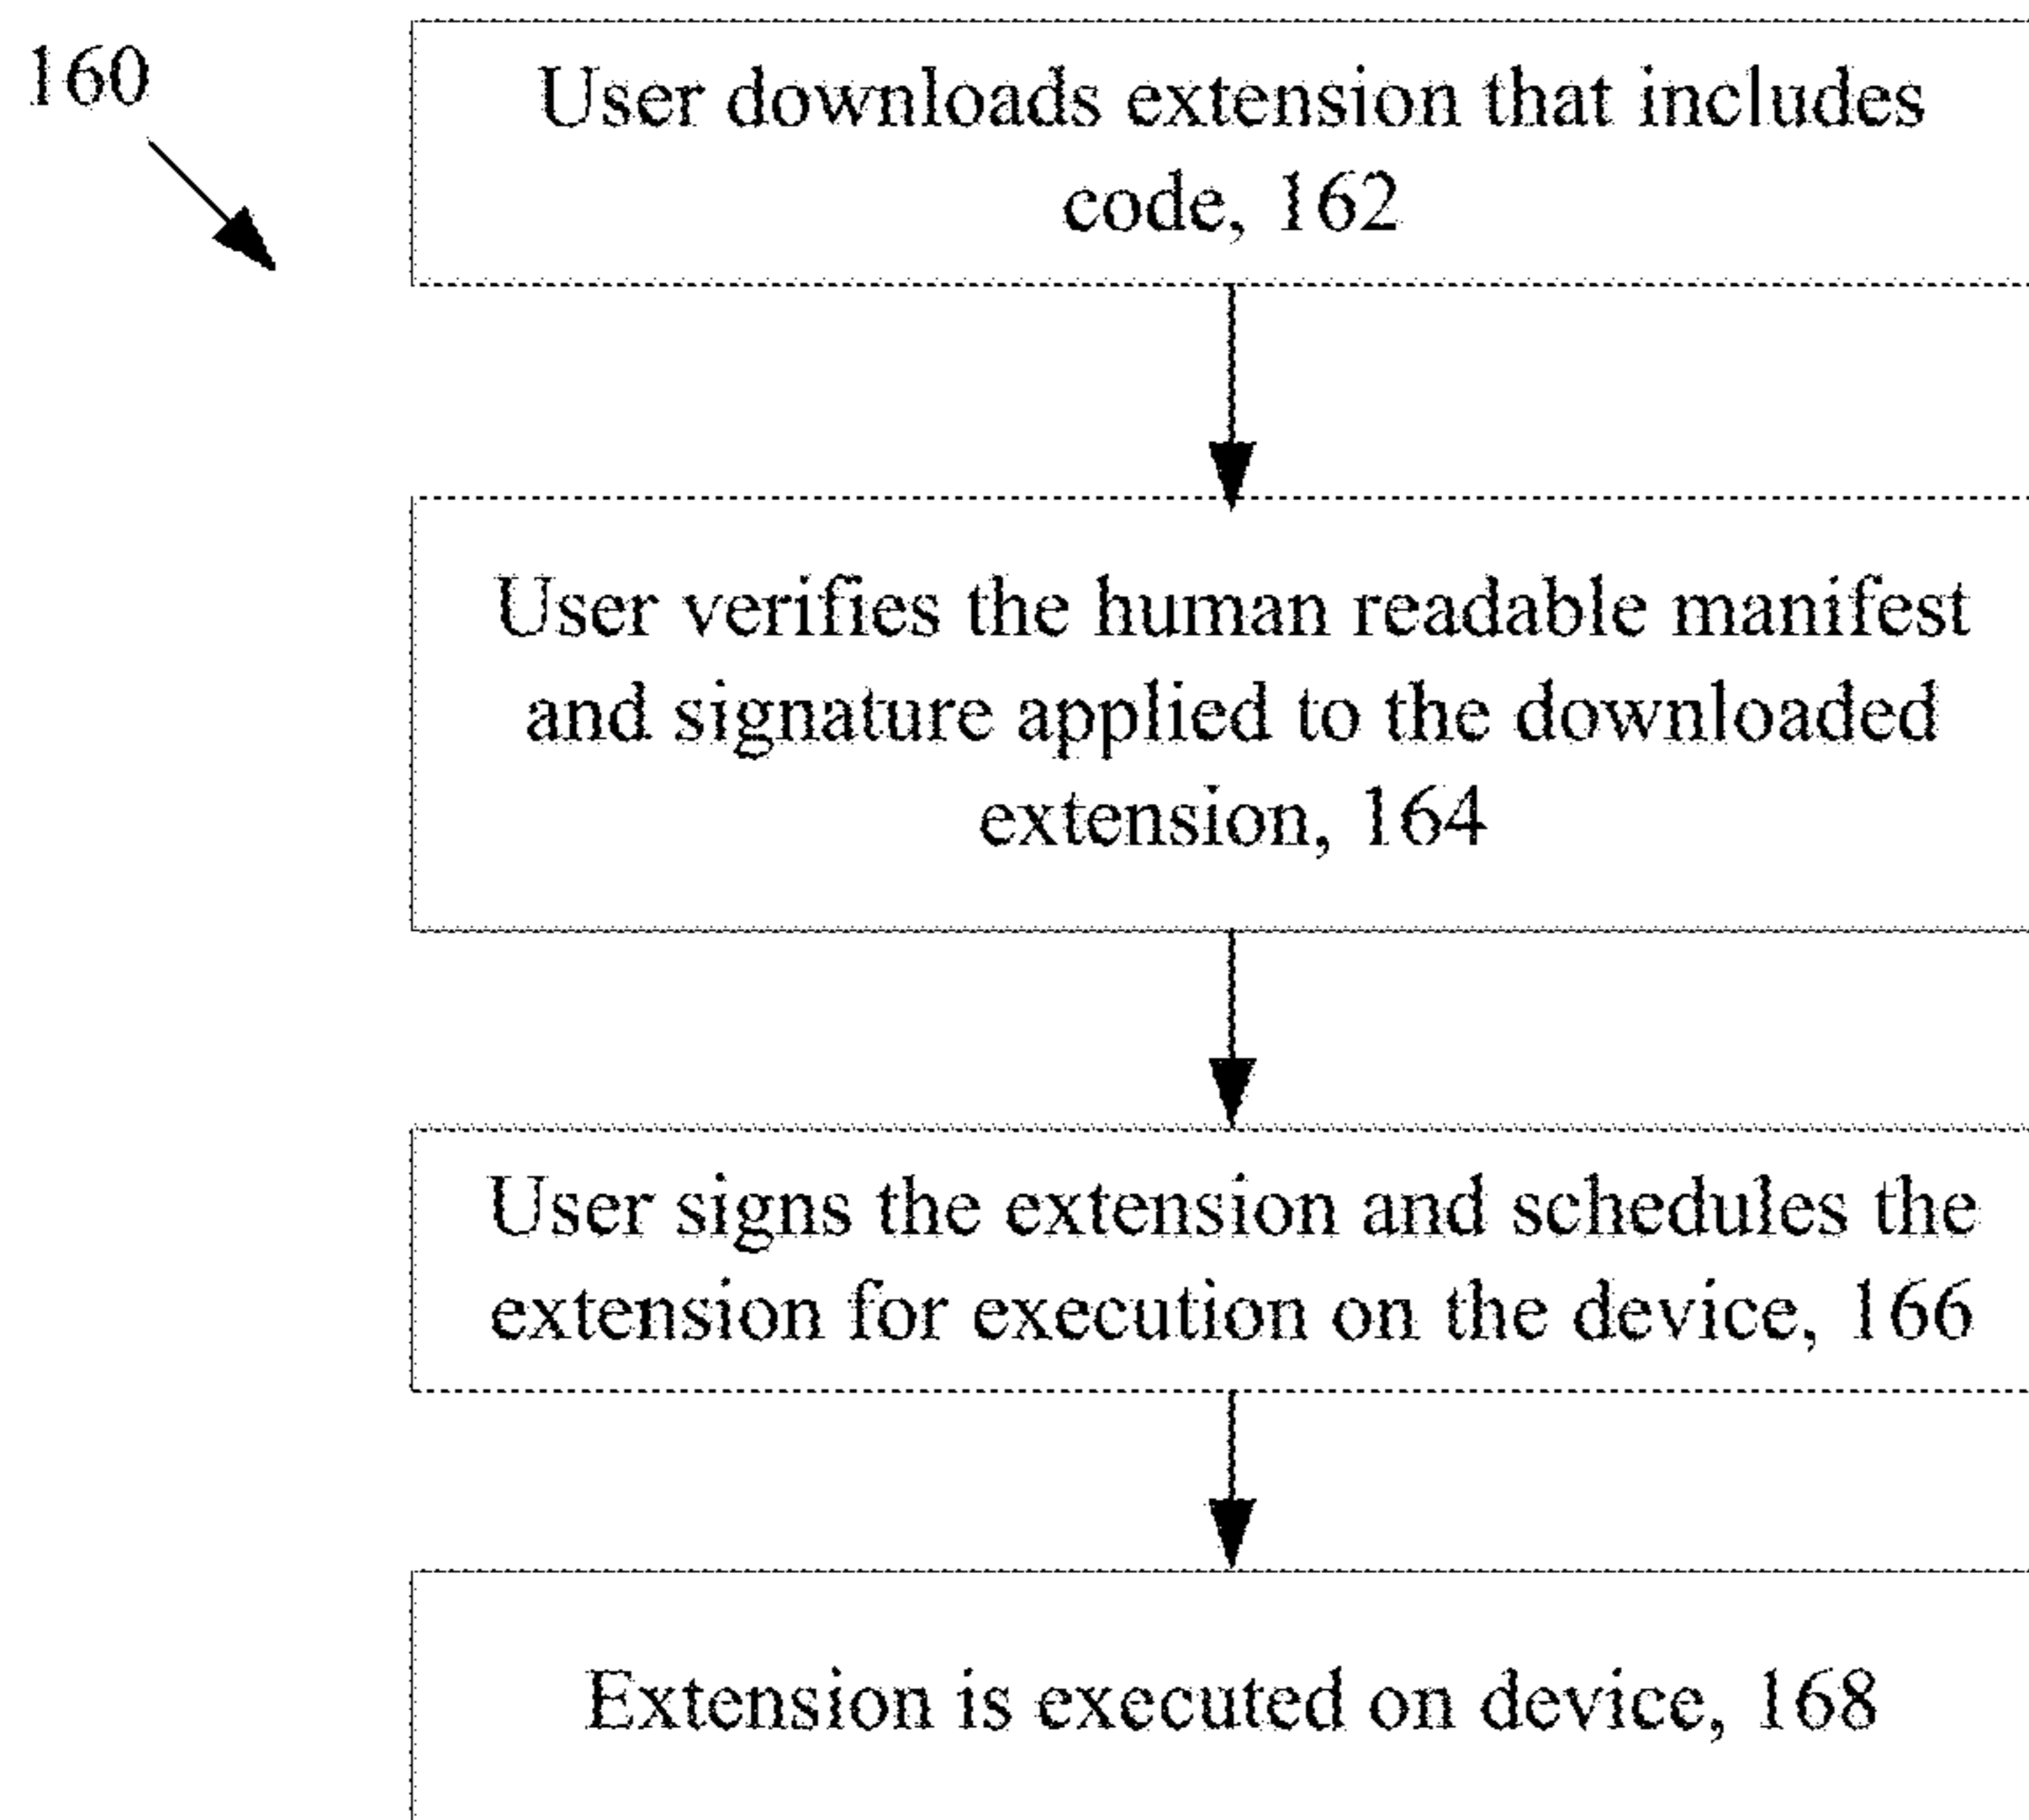 160
User downloads extension that includes
code, 162
User verifies the human readable manifest
and signature applied to the downloaded
extension, 164
User signs the extension and schedules the
extension for execution on the device, 166
Extension is executed on device, 168